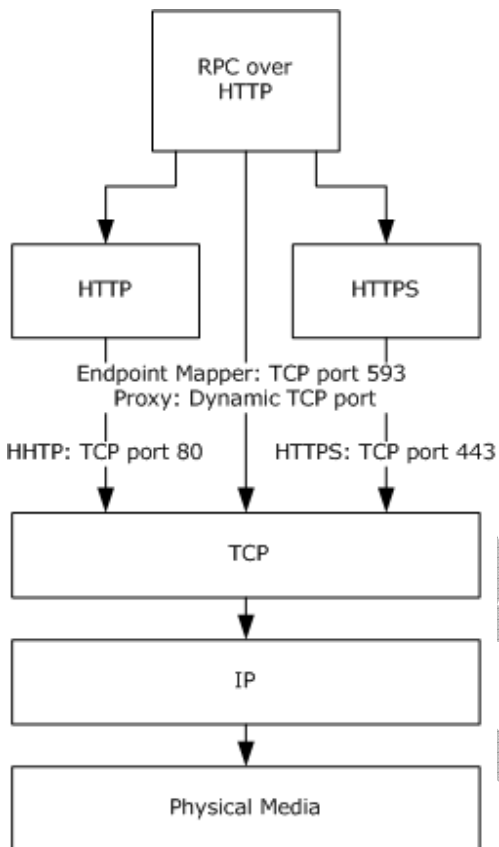 RPC over
HTTP
HTTP
HTTPS
Endpoint Mapper: TCP port 593
Proxy: Dynamic TCP port
HHTP: TCP port 80
HTTPS: TCP port 443
TCP
IP
Physical Media